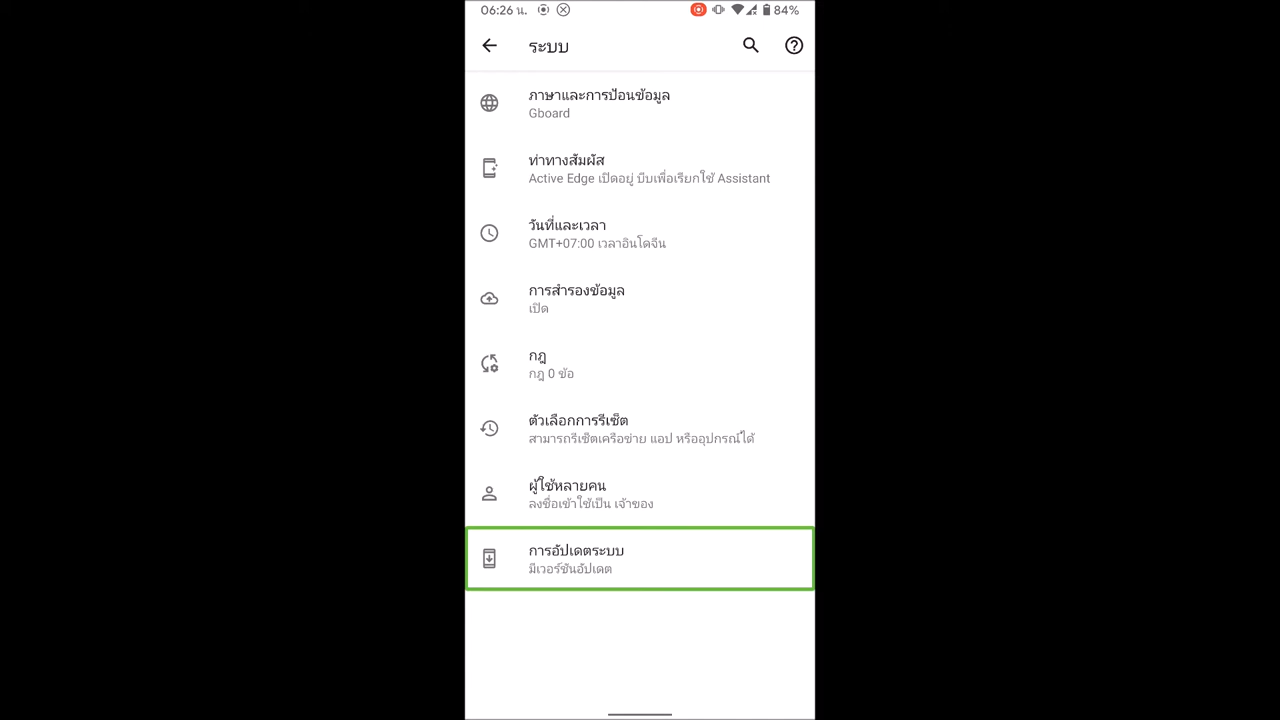 06:26 น.
84%
ระบบ
ภาษาและการป้อนข้อมูล
Gboard
ท่าทางสัมผัส
Active Edge เปิดอยู่ บีบเพื่อเรียกใช้ Assistant
วันที่และเวลา
GMT+07:00 เวลาอินโดจีน
การสำรองข้อมูล
เปิด
กฎ
กฎ 0 ข้อ
ตัวเลือกการรีเซ็ต
สามารถรีเซ็ตเครือข่าย แอป หรืออุปกรณ์ได้
ผู้ใช้หลายคน
ลงชื่อเข้าใช้เป็น เจ้าของ
การอัปเดตระบบ
มีเวอร์ชันอัปเดต